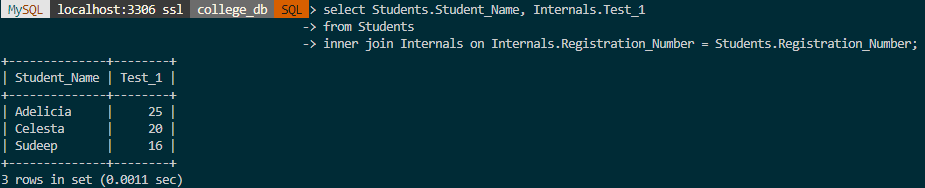 MySQL localhost:3306 ssl college_db SQL > select Students.Student_Name, Internals.Test_1
-> from Students
-> inner join Internals on Internals.Registration_Number = Students.Registration_Number;
+--------------+--------+
| Student_Name | Test_1 |
+--------------+--------+
| Adelicia     |     25 |
| Celesta      |     20 |
| Sudeep       |     16 |
+--------------+--------+
3 rows in set (0.0011 sec)